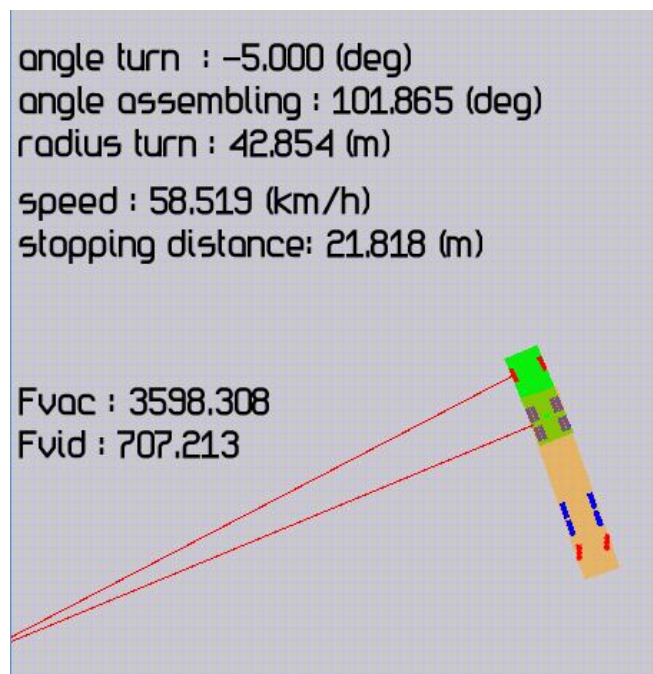 angle turn : -5.000 (deg)
angle assembling : 101.865 (deg)
radius turn : 42.854 (m)
speed : 58.519 (km/h)
stopping distance: 21.818 (m)
Fvac : 3598.308
Fvid : 707.213